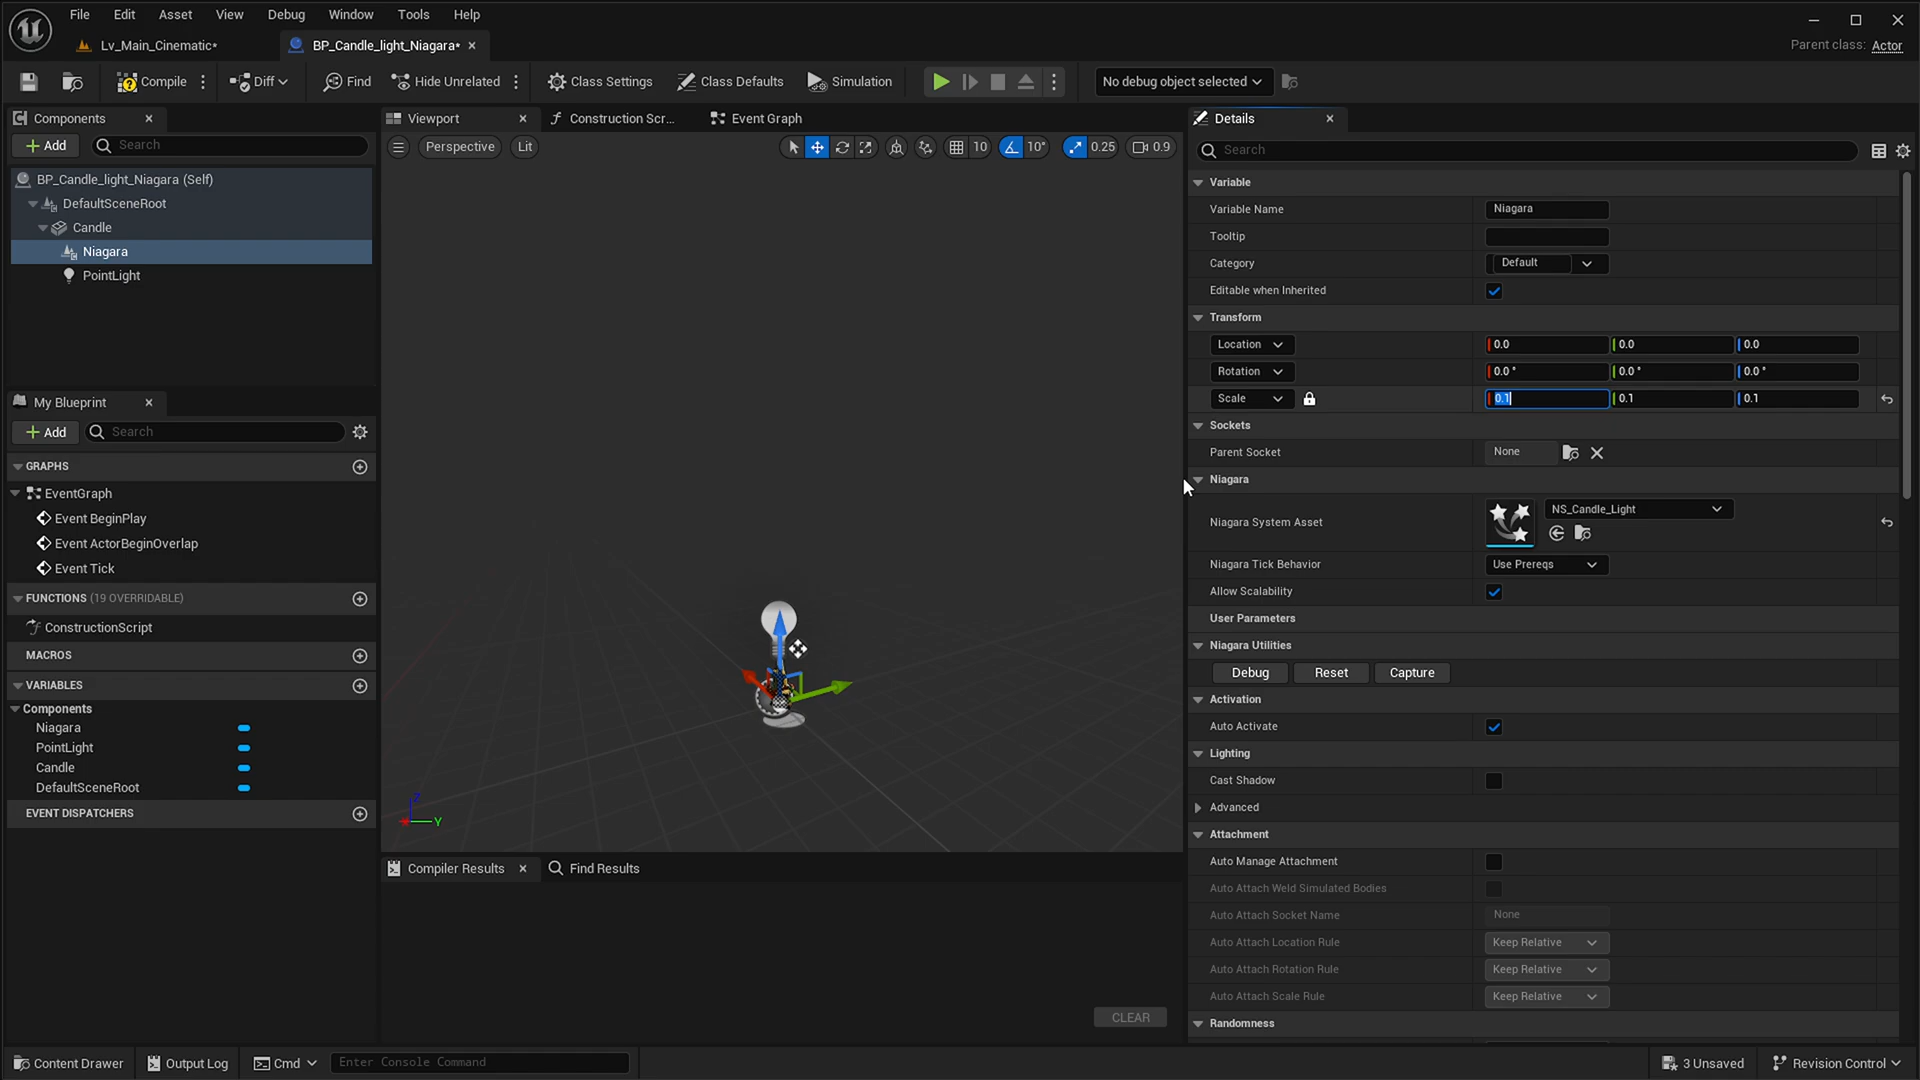 File Edit Asset View Debug Window Tools Help
Lv_Main_Cinematic*
BP_Candle_light_Niagara*
Parent class: Actor
Compile
Diff
Find
Hide Unrelated
Class Settings
Class Defaults
Simulation
No debug object selected
Components
Add
Search
BP_Candle_light_Niagara (Self)
DefaultSceneRoot
Candle
Niagara
PointLight
My Blueprint
Add
Search
GRAPHS
EventGraph
Event BeginPlay
Event ActorBeginOverlap
Event Tick
FUNCTIONS (19 OVERRIDABLE)
ConstructionScript
MACROS
VARIABLES
Components
Niagara
PointLight
Candle
DefaultSceneRoot
EVENT DISPATCHERS
Viewport
Construction Scr...
Event Graph
Perspective
Lit
10
10°
0.25
0.9
Z
Y
Compiler Results
Find Results
CLEAR
Details
Search
Variable
Variable Name Niagara
Tooltip
Category Default
Editable when Inherited
Transform
Location 0.0 0.0 0.0
Rotation 0.0 ° 0.0 ° 0.0 °
Scale 0.1 0.1 0.1
Sockets
Parent Socket None
Niagara
Niagara System Asset NS_Candle_Light
Niagara Tick Behavior Use Prereqs
Allow Scalability
User Parameters
Niagara Utilities
Debug Reset Capture
Activation
Auto Activate
Lighting
Cast Shadow
Advanced
Attachment
Auto Manage Attachment
Auto Attach Weld Simulated Bodies
Auto Attach Socket Name None
Auto Attach Location Rule Keep Relative
Auto Attach Rotation Rule Keep Relative
Auto Attach Scale Rule Keep Relative
Randomness
Content Drawer
Output Log
Cmd
Enter Console Command
3 Unsaved
Revision Control